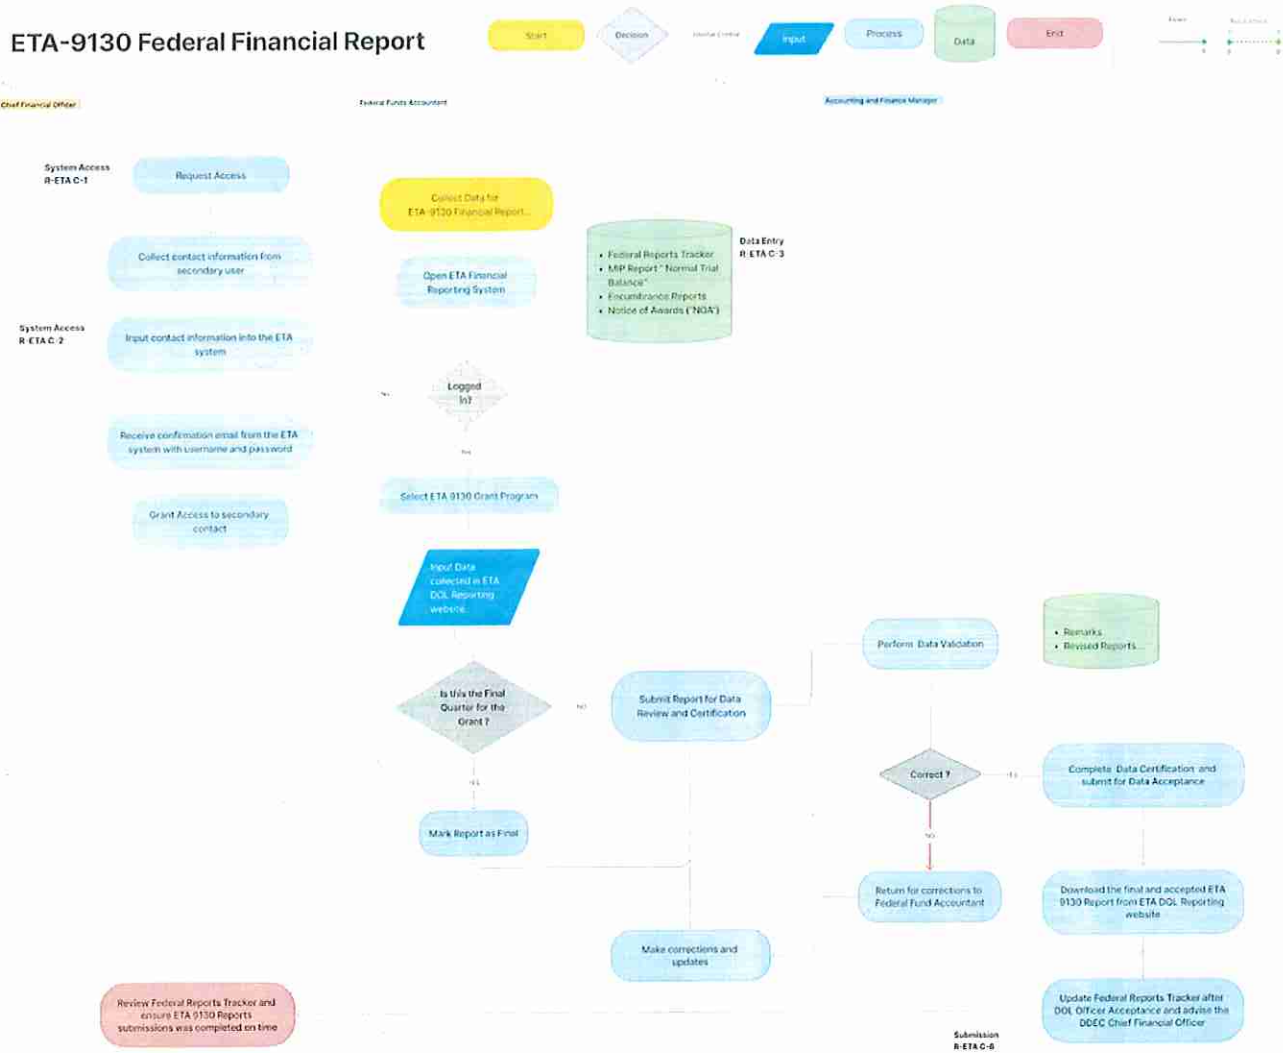 ETA-9130 Federal Financial Report
Start
Decision
Internal Control
Input
Process
Data
End
Chief Financial Officer
Federal Funds Accountant
Accounting and Finance Manager
System Access
R-ETA C-1
Request Access
Collect contact information from
secondary user
System Access
R-ETA C-2
Input contact information into the ETA
system
Receive confirmation email from the ETA
system with username and password
Grant Access to secondary
contact
Collect Data for
ETA-9130 Financial Report...
Open ETA Financial
Reporting System
• Federal Reports Tracker
• MIP Report "Normal Trial
Balance"
• Encumbrance Reports
• Notice of Awards ("NOA")
Data Entry
R-ETA C-3
Logged
In?
No
Yes
Select ETA 9130 Grant Program
Input Data
collected in ETA
DOL Reporting
website.
Is this the Final
Quarter for the
Grant ?
NO
YES
Mark Report as Final
Submit Report for Data
Review and Certification
Make corrections and
updates
Perform Data Validation
• Remarks
• Revised Reports...
Correct ?
YES
NO
Complete Data Certification and
submit for Data Acceptance
Return for corrections to
Federal Fund Accountant
Download the final and accepted ETA
9130 Report from ETA DOL Reporting
website
Update Federal Reports Tracker after
DOL Officer Acceptance and advise the
DDEC Chief Financial Officer
Review Federal Reports Tracker and
ensure ETA 9130 Reports
submissions was completed on time
Submission
R-ETA C-6